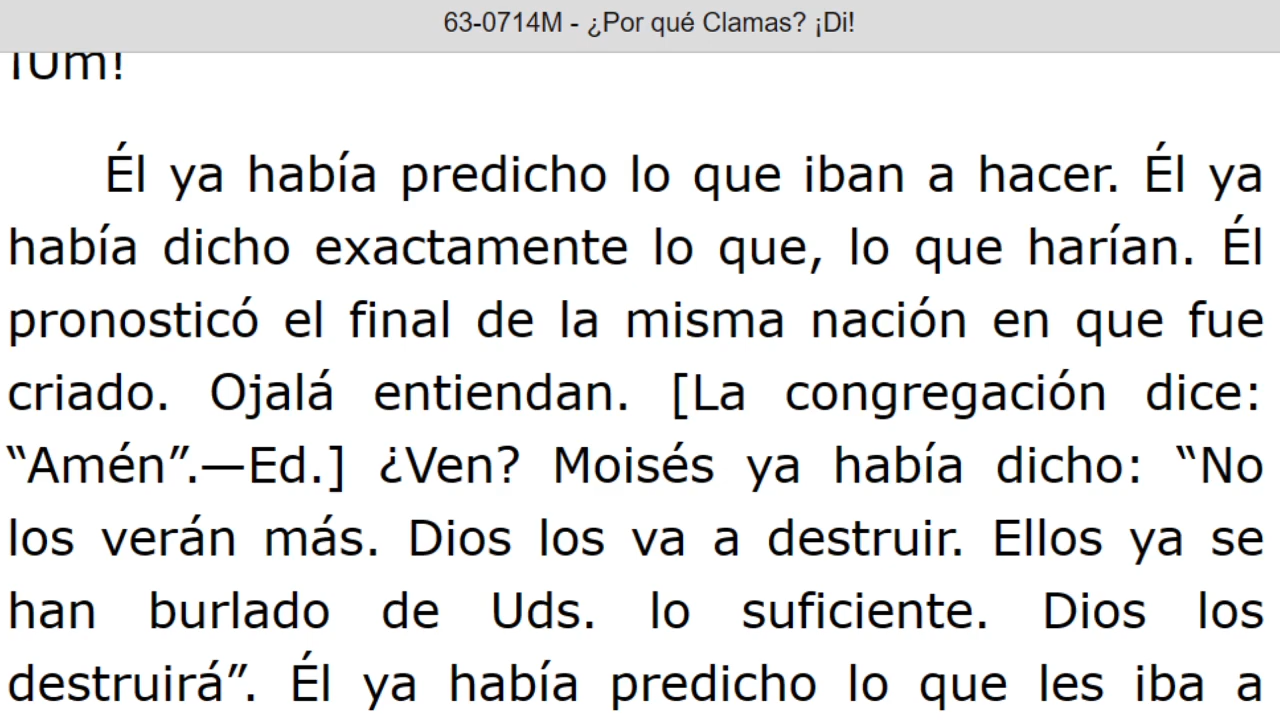 63-0714M - ¿Por qué Clamas? ¡Di!
Él ya había predicho lo que iban a hacer. Él ya
había dicho exactamente lo que, lo que harían. Él
pronosticó el final de la misma nación en que fue
criado. Ojalá entiendan. [La congregación dice:
“Amén”.—Ed.] ¿Ven? Moisés ya había dicho: “No
los verán más. Dios los va a destruir. Ellos ya se
han burlado de Uds. lo suficiente. Dios los
destruirá”. Él ya había predicho lo que les iba a